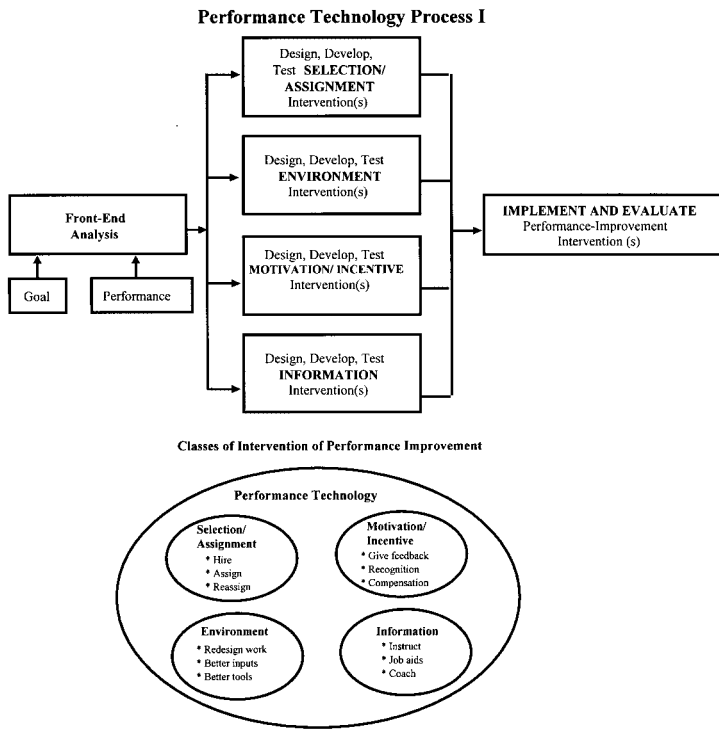 Performance Technology Process I
Design, Develop,
Test SELECTION/
ASSIGNMENT
Intervention(s)
Design, Develop, Test
ENVIRONMENT
Intervention(s)
Front-End
Analysis
Goal
Performance
Design, Develop, Test
MOTIVATION/ INCENTIVE
Intervention(s)
Design, Develop, Test
INFORMATION
Intervention(s)
IMPLEMENT AND EVALUATE
Performance-Improvement
Intervention (s)
Classes of Intervention of Performance Improvement
Performance Technology
Selection/
Assignment
* Hire
* Assign
* Reassign
Motivation/
Incentive
* Give feedback
* Recognition
* Compensation
Environment
* Redesign work
* Better inputs
* Better tools
Information
* Instruct
* Job aids
* Coach